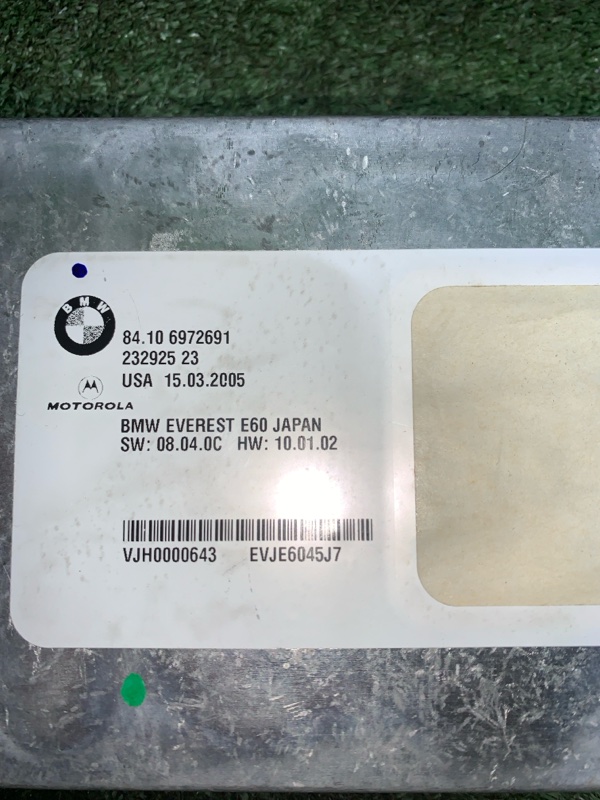 BMW
84.10 6972691
232925 23
USA 15.03.2005
MOTOROLA
BMW EVEREST E60 JAPAN
SW: 08.04.0C HW: 10.01.02
VJH0000643 EVJE6045J7